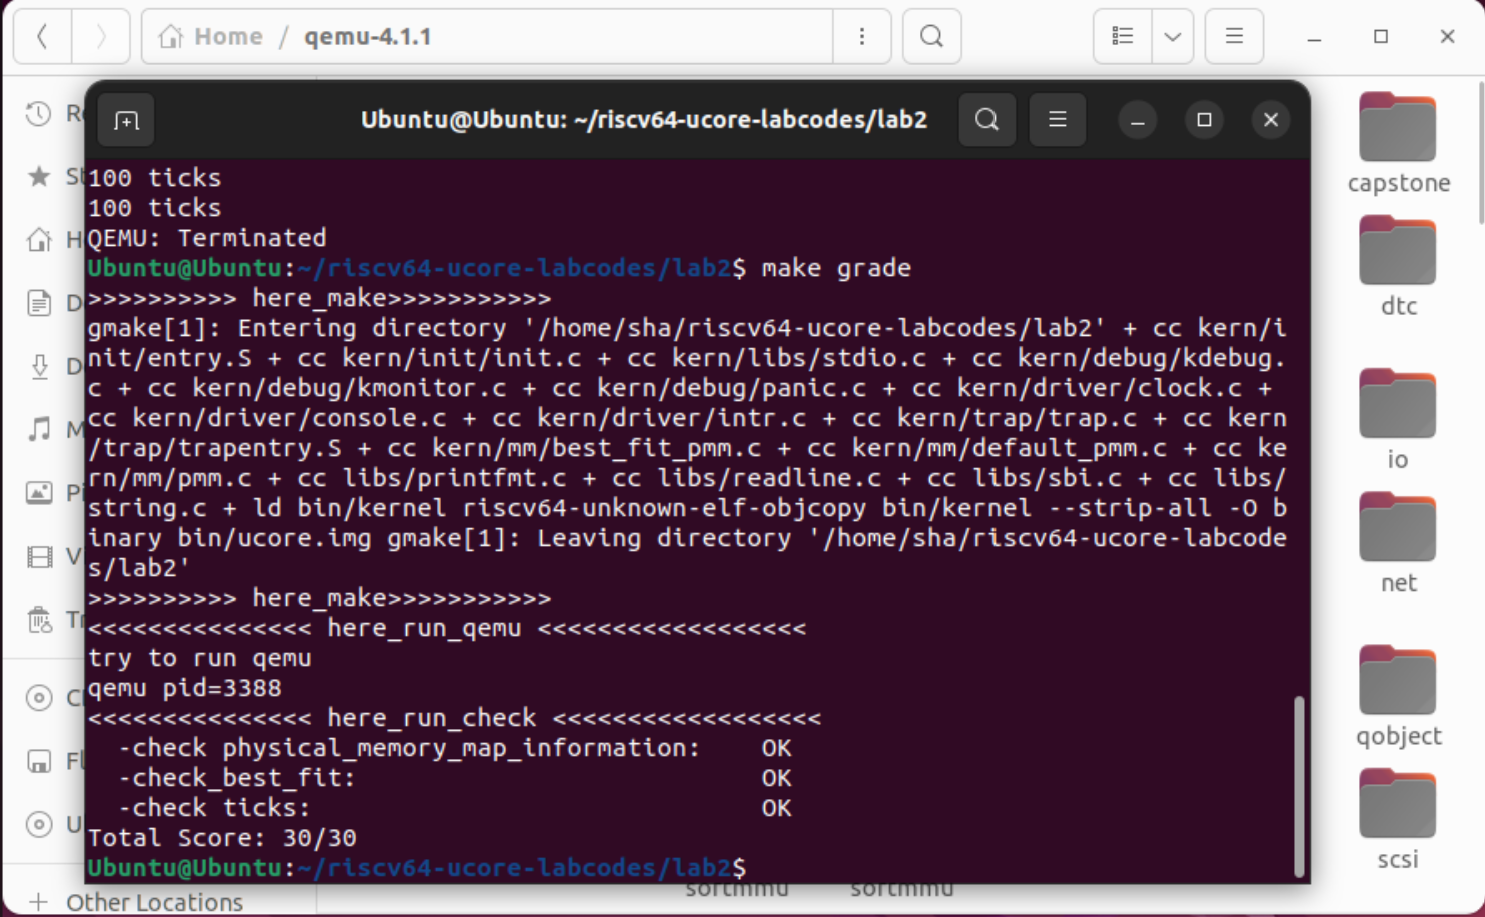 Home / qemu-4.1.1
Ubuntu@Ubuntu: ~/riscv64-ucore-labcodes/lab2
100 ticks
100 ticks
QEMU: Terminated
Ubuntu@Ubuntu:~/riscv64-ucore-labcodes/lab2$ make grade
>>>>>>>>>> here_make>>>>>>>>>>>
gmake[1]: Entering directory '/home/sha/riscv64-ucore-labcodes/lab2' + cc kern/i
nit/entry.S + cc kern/init/init.c + cc kern/libs/stdio.c + cc kern/debug/kdebug.
c + cc kern/debug/kmonitor.c + cc kern/debug/panic.c + cc kern/driver/clock.c +
cc kern/driver/console.c + cc kern/driver/intr.c + cc kern/trap/trap.c + cc kern
/trap/trapentry.S + cc kern/mm/best_fit_pmm.c + cc kern/mm/default_pmm.c + cc ke
rn/mm/pmm.c + cc libs/printfmt.c + cc libs/readline.c + cc libs/sbi.c + cc libs/
string.c + ld bin/kernel riscv64-unknown-elf-objcopy bin/kernel --strip-all -O b
inary bin/ucore.img gmake[1]: Leaving directory '/home/sha/riscv64-ucore-labcode
s/lab2'
>>>>>>>>>> here_make>>>>>>>>>>>
<<<<<<<<<<<<<<< here_run_qemu <<<<<<<<<<<<<<<<<<
try to run qemu
qemu pid=3388
<<<<<<<<<<<<<<< here_run_check <<<<<<<<<<<<<<<<<<
-check physical_memory_map_information: OK
-check_best_fit: OK
-check ticks: OK
Total Score: 30/30
Ubuntu@Ubuntu:~/riscv64-ucore-labcodes/lab2$
capstone
dtc
io
net
qobject
scsi
softmmu softmmu
Other Locations